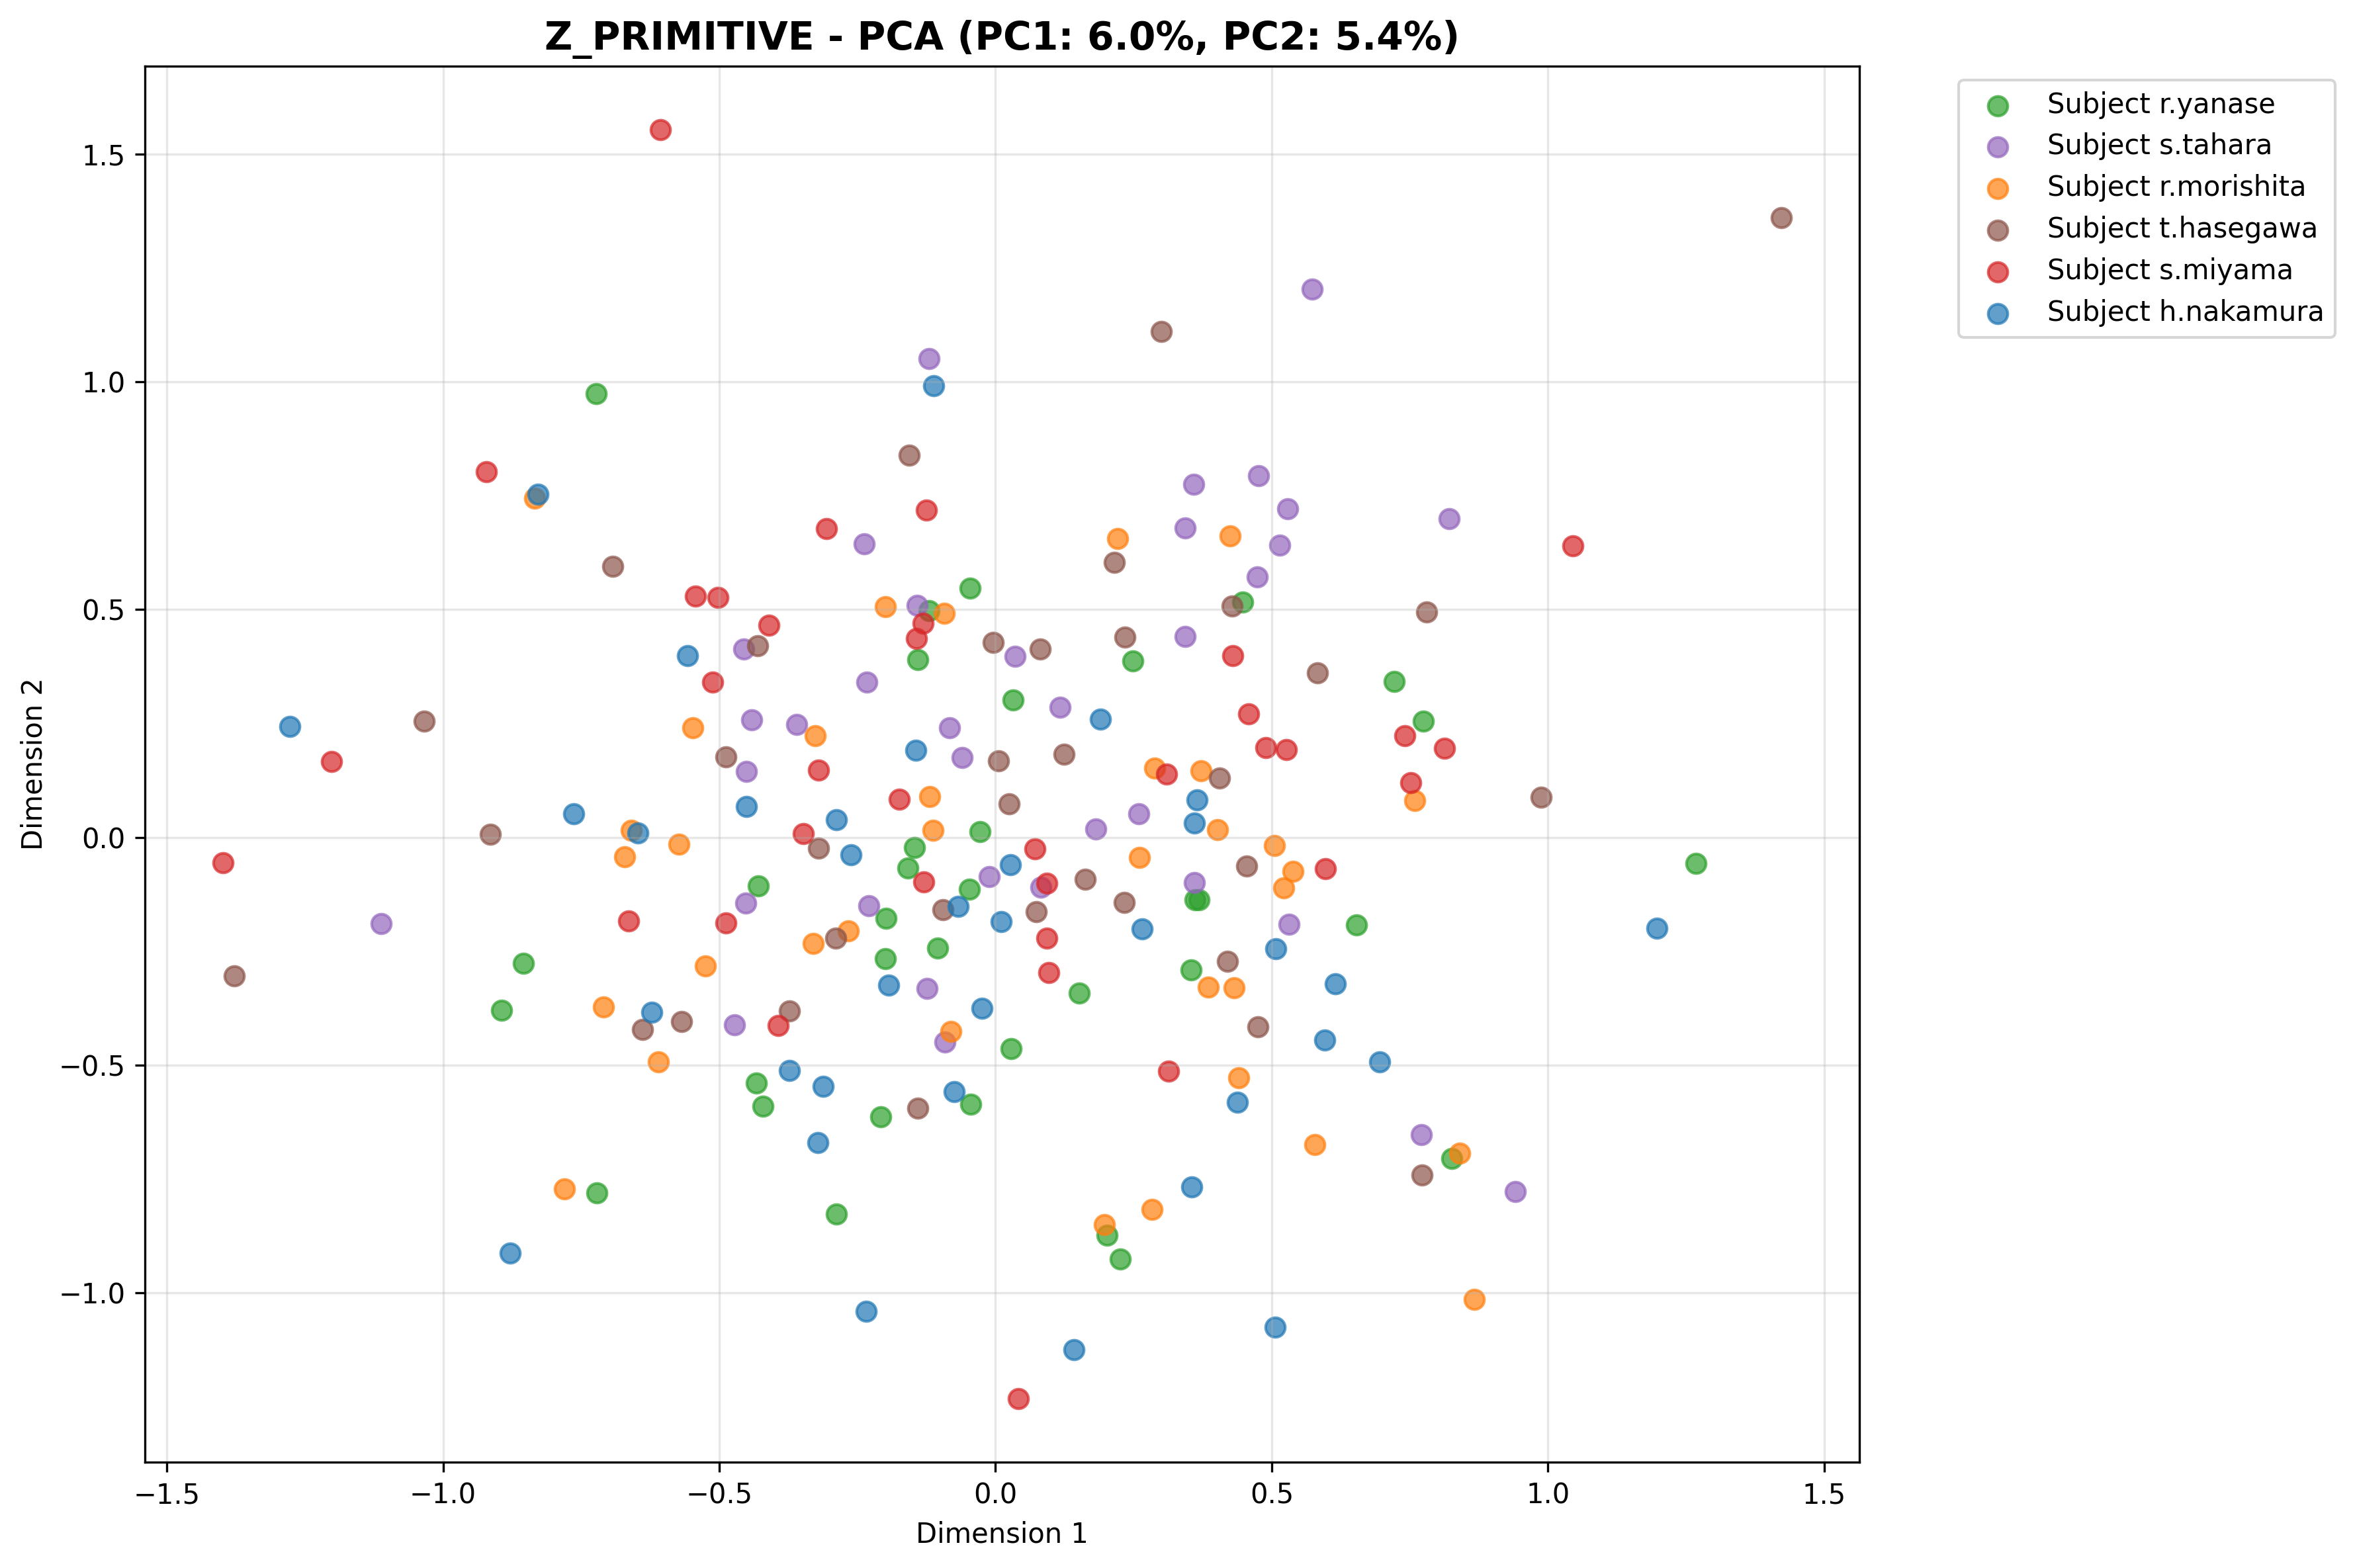 Z_PRIMITIVE - PCA (PC1: 6.0%, PC2: 5.4%)
Subject r.yanase
Subject s.tahara
Subject r.morishita
Subject t.hasegawa
Subject s.miyama
Subject h.nakamura
Dimension 2
1.5
1.0
0.5
0.0
−0.5
−1.0
−1.5
−1.0
−0.5
0.0
0.5
1.0
1.5
Dimension 1